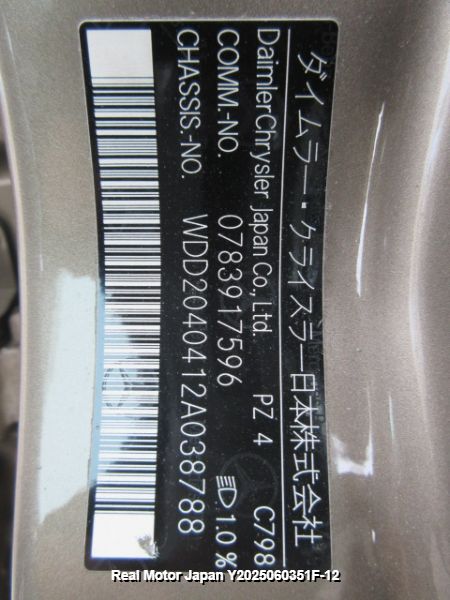 ダイムラー・クライスラー日本株式会社
DaimlerChrysler Japan Co., Ltd. PZ 4 C798
COMM.-NO. 0783917596 1.0 %
CHASSIS.-NO. WDD2040412A038788
Real Motor Japan Y2025060351F-12